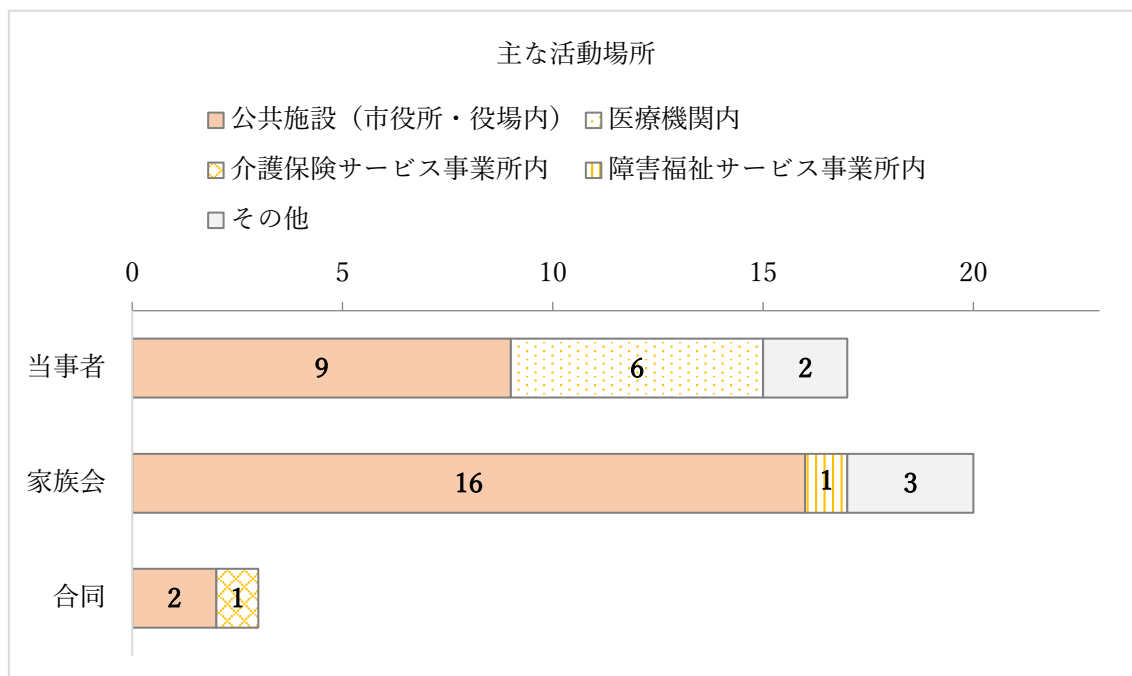 主な活動場所
公共施設（市役所・役場内） 医療機関内
介護保険サービス事業所内 障害福祉サービス事業所内
その他
0 5 10 15 20
当事者 9 6 2
家族会 16 1 3
合同 2 1